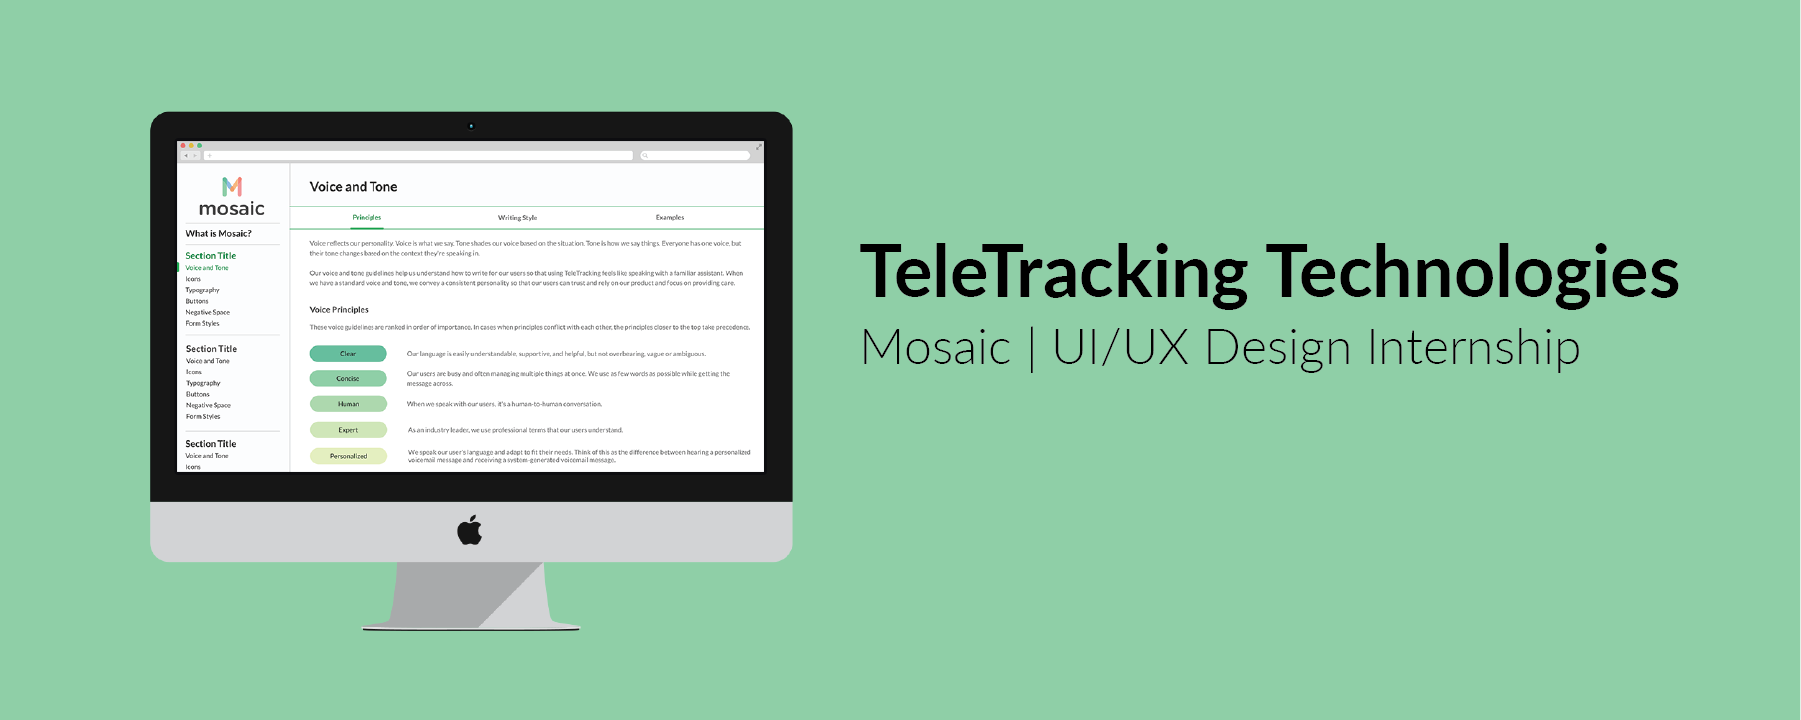 mosaic
What is Mosaic?
Section Title
Voice and Tone
Icons
Typography
Buttons
Negative Space
Form Styles
Section Title
Voice and Tone
Icons
Typography
Buttons
Negative Space
Form Styles
Section Title
Voice and Tone
Icons
Voice and Tone
Principles Writing Style Examples
Voice reflects our personality. Voice is what we say. Tone shades our voice based on the situation. Tone is how we say things. Everyone has one voice, but
their tone changes based on the context they're speaking in.
Our voice and tone guidelines help us understand how to write for our users so that using TeleTracking feels like speaking with a familiar assistant. When
we have a standard voice and tone, we convey a consistent personality so that our users can trust and rely on our product and focus on providing care.
Voice Principles
These voice guidelines are ranked in order of importance. In cases when principles conflict with each other, the principles closer to the top take precedence.
Clear
Our language is easily understandable, supportive, and helpful, but not overbearing, vague or ambiguous.
Concise
Our users are busy and often managing multiple things at once. We use as few words as possible while getting the
message across.
Human
When we speak with our users, it's a human-to-human conversation.
Expert
As an industry leader, we use professional terms that our users understand.
Personalized
We speak our user's language and adapt to fit their needs. Think of this as the difference between hearing a personalized
voicemail message and receiving a system-generated voicemail message.
TeleTracking Technologies
Mosaic | UI/UX Design Internship